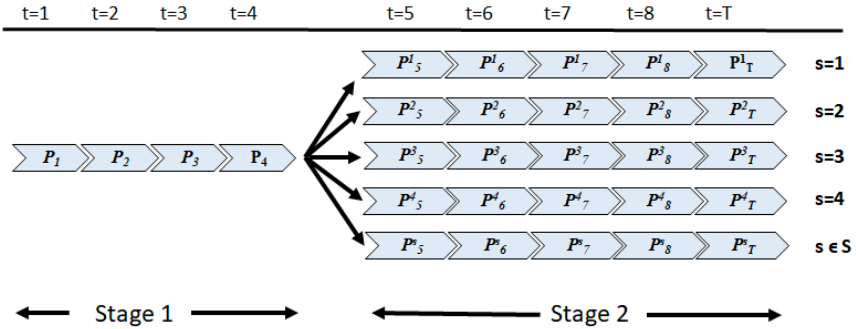 t=1 t=2 t=3 t=4 t=5 t=6 t=7 t=8 t=T
P¹₅ P¹₆ P¹₇ P¹₈ P¹T s=1
P²₅ P²₆ P²₇ P²₈ P²T s=2
P₁ P₂ P₃ P₄ P³₅ P³₆ P³₇ P³₈ P³T s=3
P⁴₅ P⁴₆ P⁴₇ P⁴₈ P⁴T s=4
Pˢ₅ Pˢ₆ Pˢ₇ Pˢ₈ PˢT s ϵ S
Stage 1 Stage 2